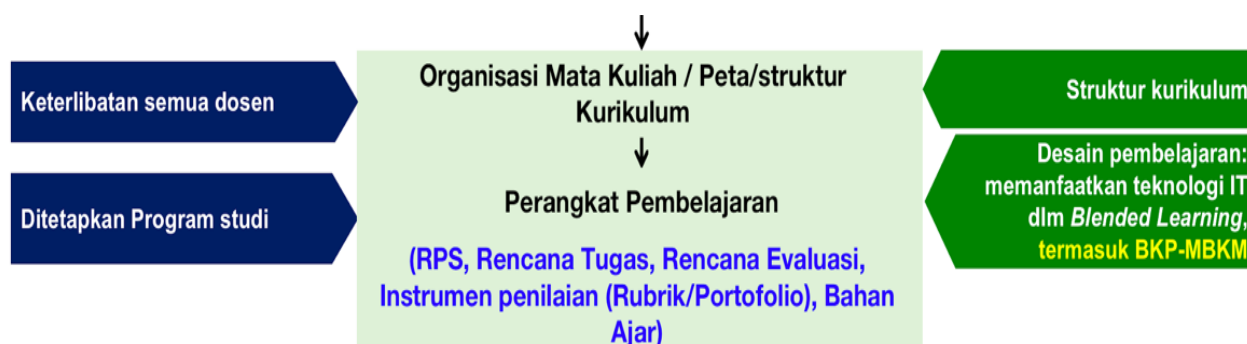 Keterlibatan semua dosen
Ditetapkan Program studi
Organisasi Mata Kuliah / Peta/struktur
Kurikulum
Perangkat Pembelajaran
(RPS, Rencana Tugas, Rencana Evaluasi,
Instrumen penilaian (Rubrik/Portofolio), Bahan
Ajar)
Struktur kurikulum
Desain pembelajaran:
memanfaatkan teknologi IT
dlm Blended Learning,
termasuk BKP-MBKM